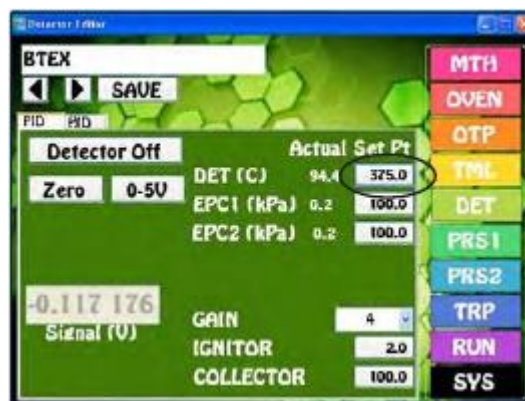 Detector Editor
BTEX
MTH
SAVE
OVEN
PID
OTP
Detector Off
Actual Set Pt
TML
DET (C) 94.4 375.0
Zero 0-5V
DET
EPC1 (kPa) 0.2 100.0
EPC2 (kPa) 0.2 100.0
PRS1
PRS2
-0.117 176
Signal (V)
TRP
GAIN 4
IGNITOR 2.0
RUN
COLLECTOR 100.0
SYS